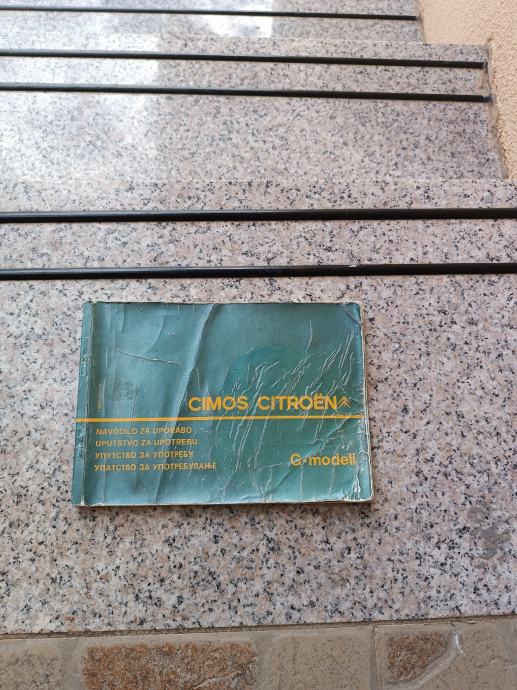 CIMOS CITROËN
NAVODILO ZA UPORABO
UPUTSTVO ZA UPOTREBU
УПУТСТВО ЗА УПОТРЕБУ
УПАТСТВО ЗА УПОТРЕБУВАЊЕ
G-modeli